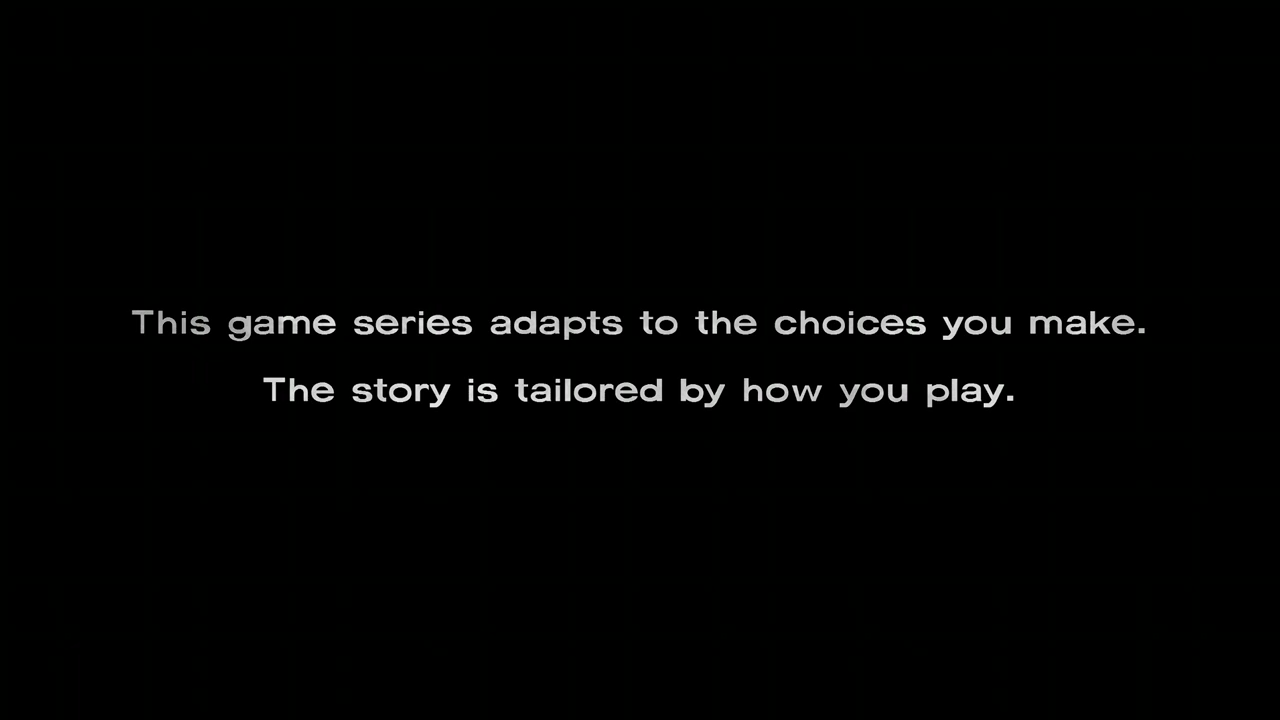 This game series adapts to the choices you make.
The story is tailored by how you play.